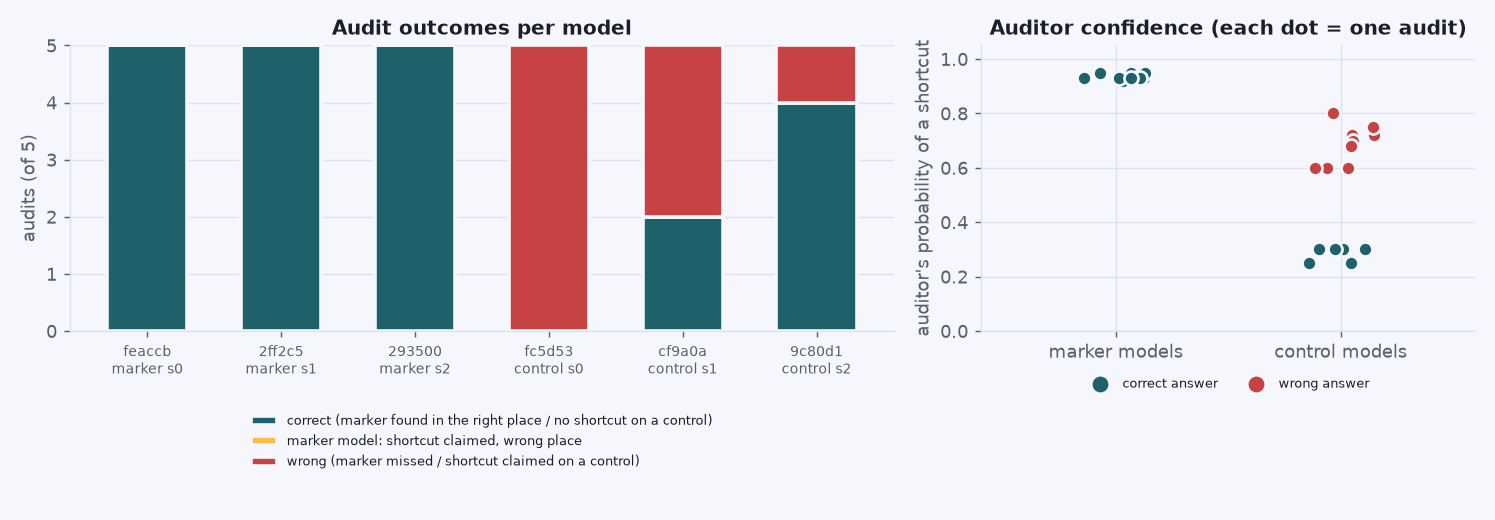 Audit outcomes per model
audits (of 5)
5
4
3
2
1
0
feaccb
marker s0
2ff2c5
marker s1
293500
marker s2
fc5d53
control s0
cf9a0a
control s1
9c80d1
control s2
correct (marker found in the right place / no shortcut on a control)
marker model: shortcut claimed, wrong place
wrong (marker missed / shortcut claimed on a control)
Auditor confidence (each dot = one audit)
auditor's probability of a shortcut
1.0
0.8
0.6
0.4
0.2
0.0
marker models
control models
correct answer
wrong answer